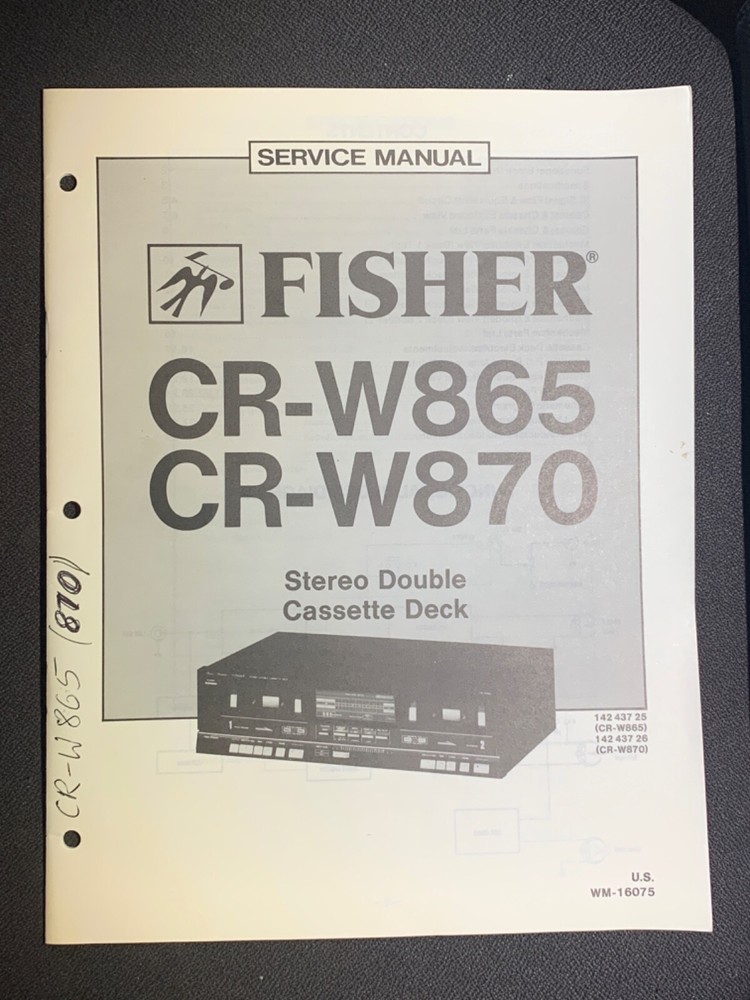 SERVICE MANUAL
FISHER®
CR-W865
CR-W870
Stereo Double
Cassette Deck
142 437 25
(CR-W865)
142 437 26
(CR-W870)
U.S.
WM-16075
CR-W865 (870)